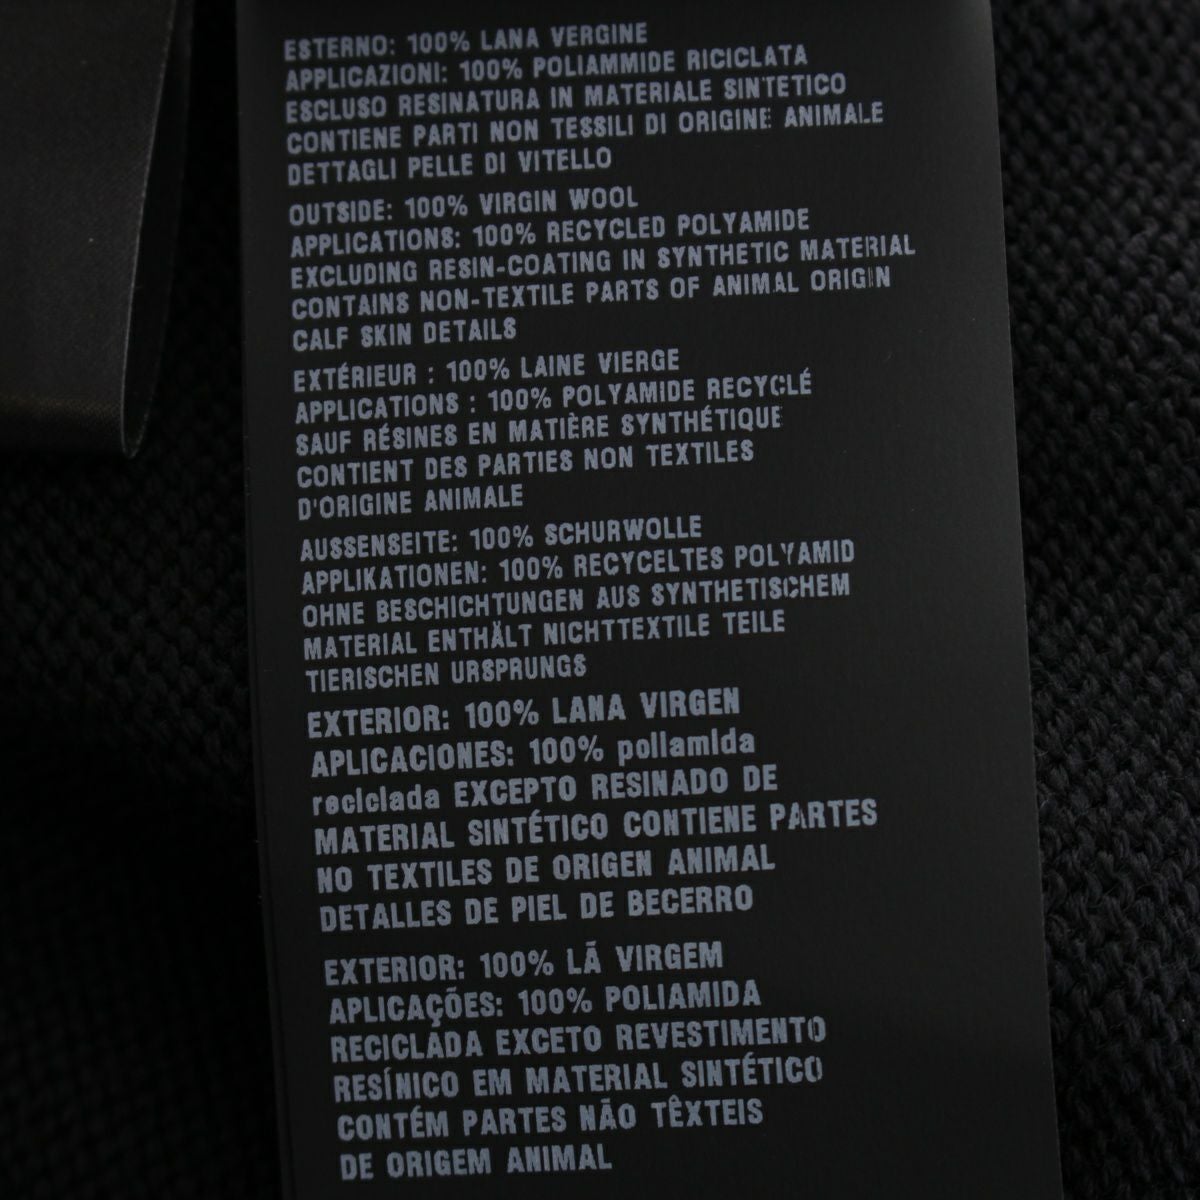 ESTERNO: 100% LANA VERGINE
APPLICAZIONI: 100% POLIAMMIDE RICICLATA
ESCLUSO RESINATURA IN MATERIALE SINTETICO
CONTIENE PARTI NON TESSILI DI ORIGINE ANIMALE
DETTAGLI PELLE DI VITELLO
OUTSIDE: 100% VIRGIN WOOL
APPLICATIONS: 100% RECYCLED POLYAMIDE
EXCLUDING RESIN-COATING IN SYNTHETIC MATERIAL
CONTAINS NON-TEXTILE PARTS OF ANIMAL ORIGIN
CALF SKIN DETAILS
EXTÉRIEUR : 100% LAINE VIERGE
APPLICATIONS : 100% POLYAMIDE RECYCLÉ
SAUF RÉSINES EN MATIÈRE SYNTHÉTIQUE
CONTIENT DES PARTIES NON TEXTILES
D'ORIGINE ANIMALE
AUSSENSEITE: 100% SCHURWOLLE
APPLIKATIONEN: 100% RECYCELTES POLYAMID
OHNE BESCHICHTUNGEN AUS SYNTHETISCHEM
MATERIAL ENTHÄLT NICHTTEXTILE TEILE
TIERISCHEN URSPRUNGS
EXTERIOR: 100% LANA VIRGEN
APLICACIONES: 100% poliamida
reciclada EXCEPTO RESINADO DE
MATERIAL SINTÉTICO CONTIENE PARTES
NO TEXTILES DE ORIGEN ANIMAL
DETALLES DE PIEL DE BECERRO
EXTERIOR: 100% LÃ VIRGEM
APLICAÇÕES: 100% POLIAMIDA
RECICLADA EXCETO REVESTIMENTO
RESÍNICO EM MATERIAL SINTÉTICO
CONTÉM PARTES NÃO TÊXTEIS
DE ORIGEM ANIMAL